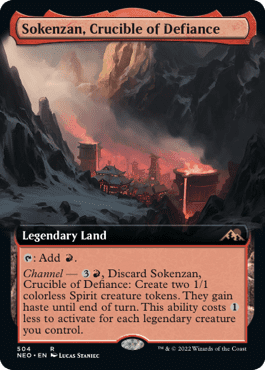 Sokenzan, Crucible of Defiance
Legendary Land
: Add .
Channel — 3, Discard Sokenzan,
Crucible of Defiance: Create two 1/1
colorless Spirit creature tokens. They gain
haste until end of turn. This ability costs 1
less to activate for each legendary creature
you control.
504 R
NEO • EN Lucas Staniec
™ & © 2022 Wizards of the Coast